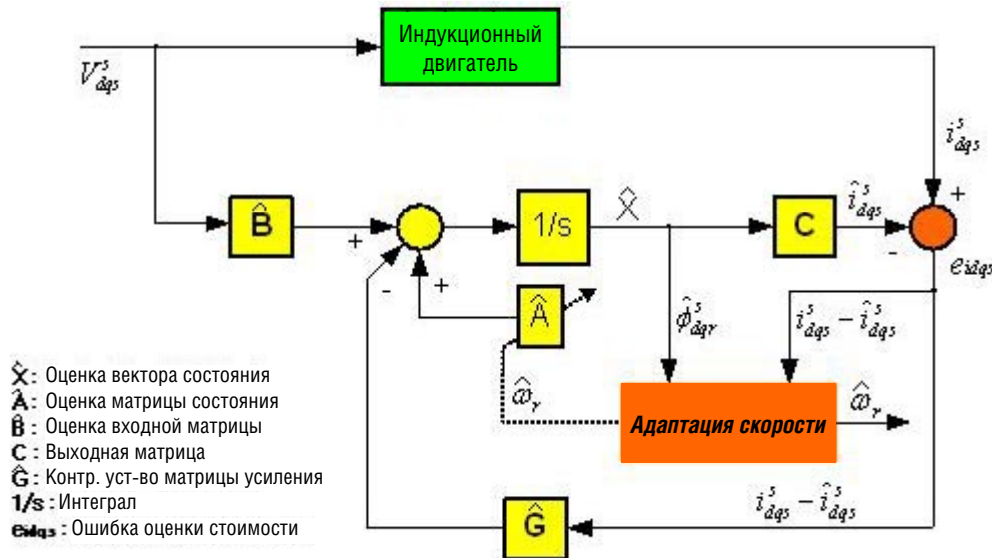 Индукционный
двигатель
V^s_dqs
i^s_dqs
+
B̂
+
1/s
X̂
C
î^s_dqs
-
e_idqs
-
+
Â
φ̂^s_dqr
i^s_dqs - î^s_dqs
ω̂_r
Адаптация скорости
ω̂_r
X̂: Оценка вектора состояния
Â: Оценка матрицы состояния
B̂: Оценка входной матрицы
C: Выходная матрица
Ĝ: Контр. уст-во матрицы усиления
1/s: Интеграл
e_idqs: Ошибка оценки стоимости
Ĝ
i^s_dqs - î^s_dqs